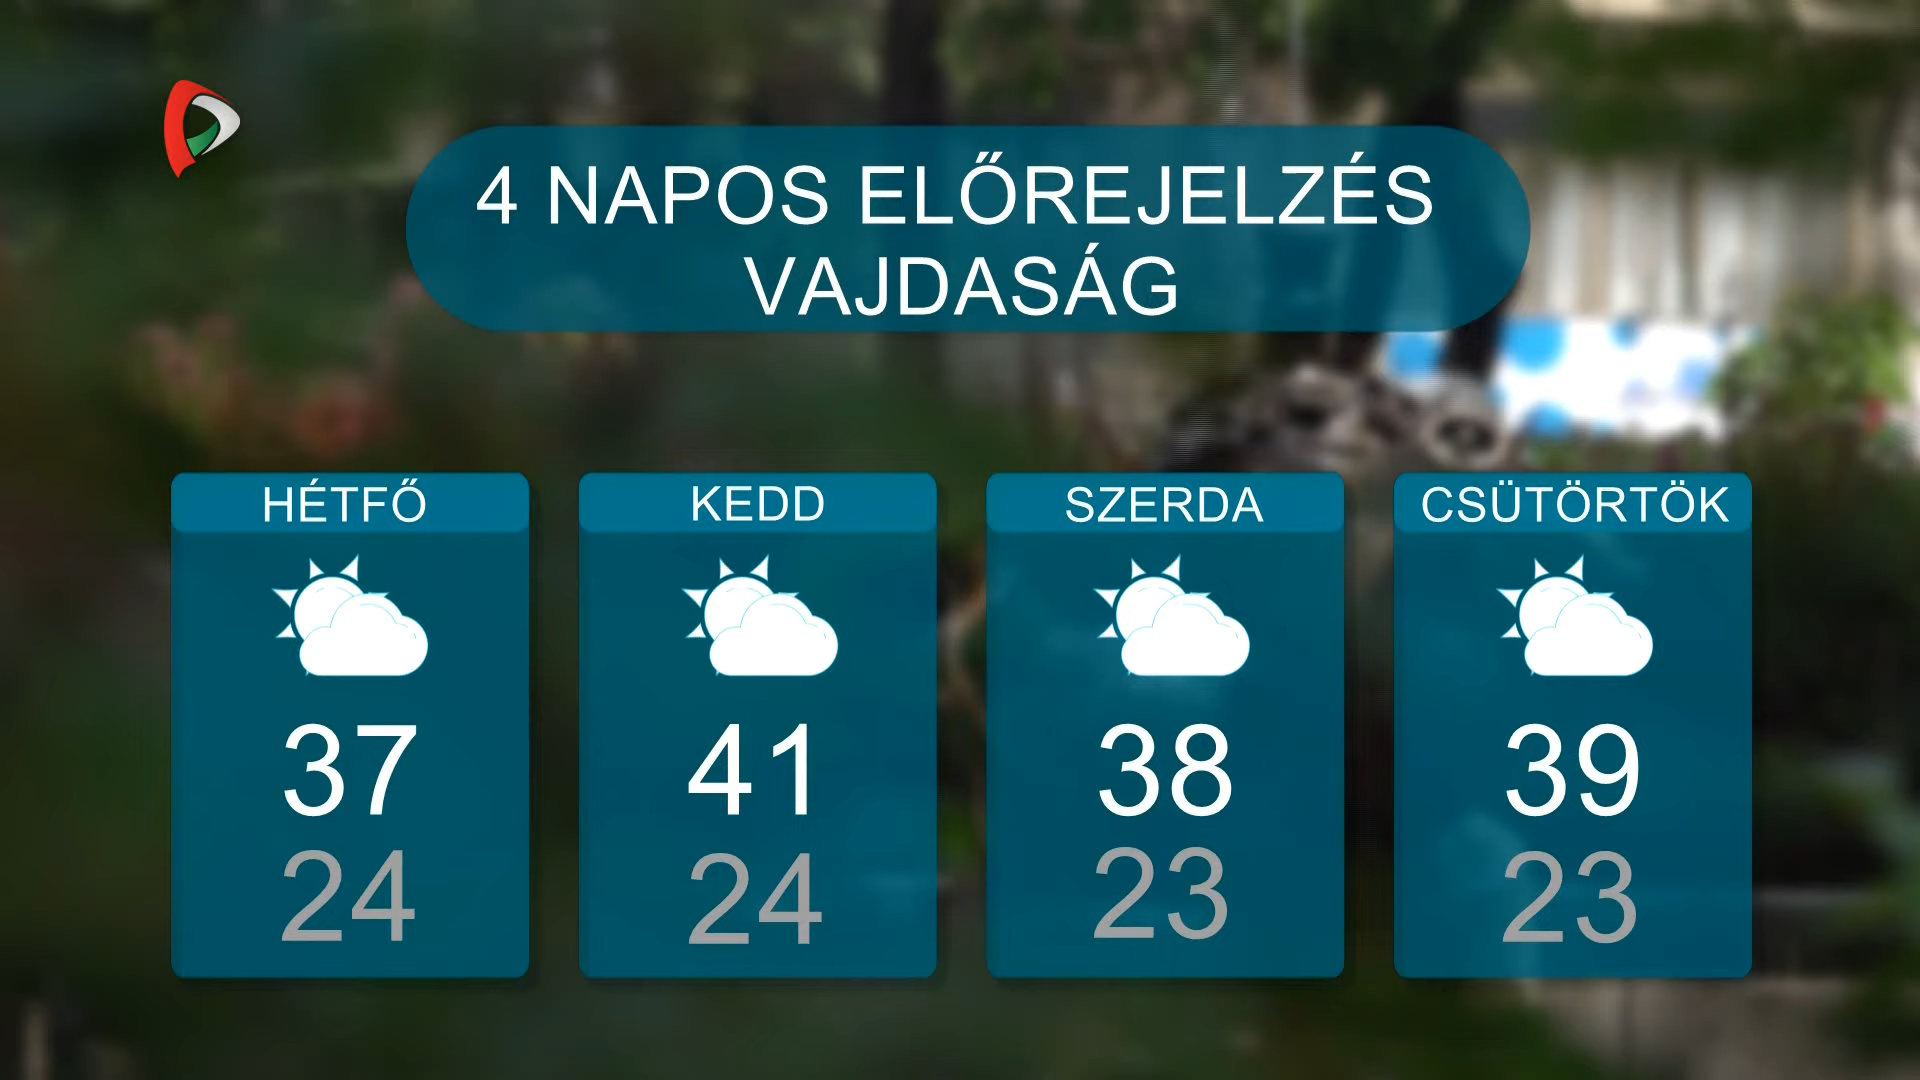 4 NAPOS ELŐREJELZÉS
VAJDASÁG
HÉTFŐ
37
24
KEDD
41
24
SZERDA
38
23
CSÜTÖRTÖK
39
23